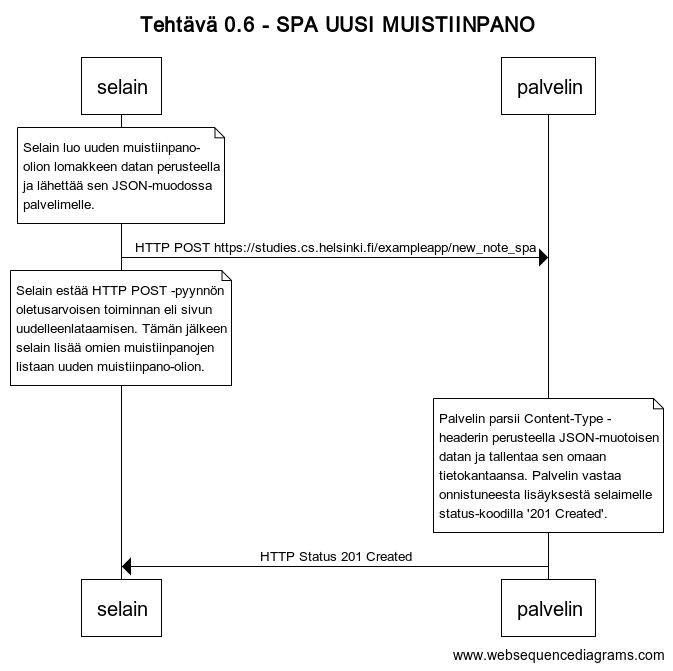 Tehtävä 0.6 - SPA UUSI MUISTIINPANO
selain
palvelin
Selain luo uuden muistiinpano-
olion lomakkeen datan perusteella
ja lähettää sen JSON-muodossa
palvelimelle.
HTTP POST https://studies.cs.helsinki.fi/exampleapp/new_note_spa
Selain estää HTTP POST -pyynnön
oletusarvoisen toiminnan eli sivun
uudelleenlataamisen. Tämän jälkeen
selain lisää omien muistiinpanojen
listaan uuden muistiinpano-olion.
Palvelin parsii Content-Type -
headerin perusteella JSON-muotoisen
datan ja tallentaa sen omaan
tietokantaansa. Palvelin vastaa
onnistuneesta lisäyksestä selaimelle
status-koodilla '201 Created'.
HTTP Status 201 Created
selain
palvelin
www.websequencediagrams.com